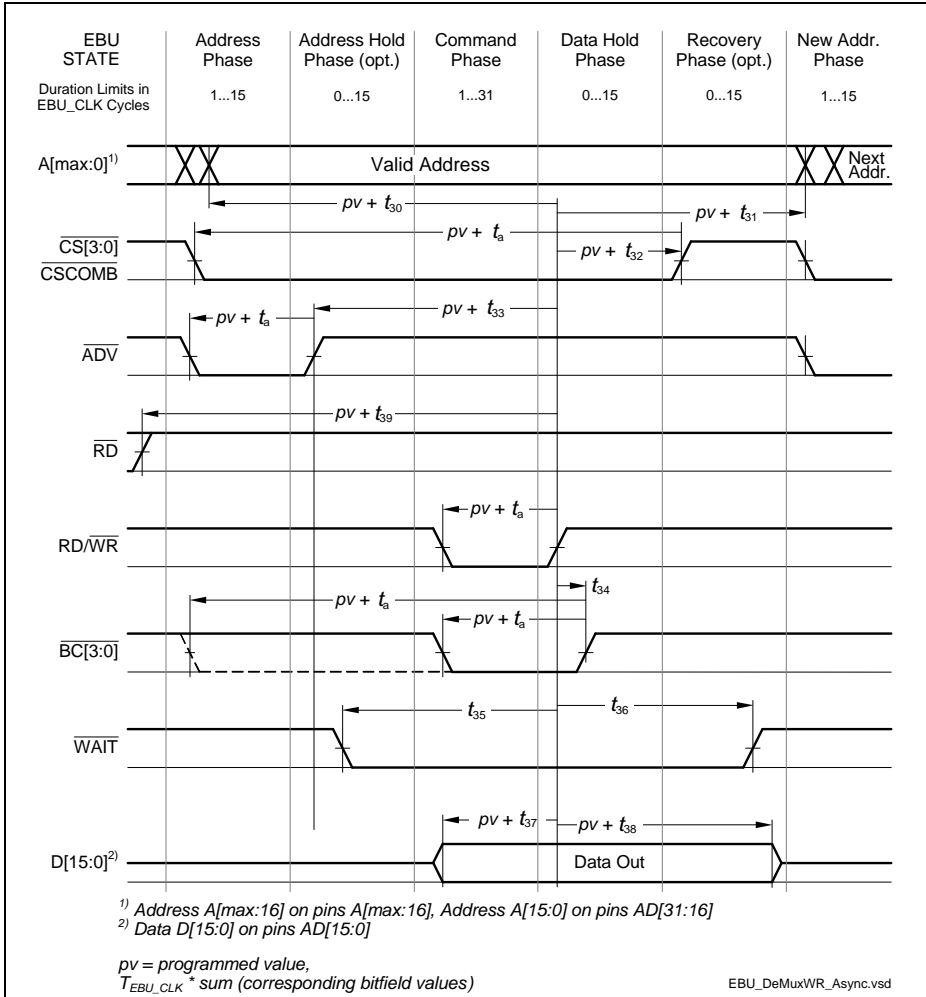 EBU STATE
Address Phase
Address Hold Phase (opt.)
Command Phase
Data Hold Phase
Recovery Phase (opt.)
New Addr. Phase
Duration Limits in EBU_CLK Cycles
1...15
0...15
1...31
0...15
0...15
1...15
A[max:0]1)
Valid Address
Next Addr.
pv + t30
pv + t31
CS[3:0]
CSCOMB
pv + ta
pv + t32
pv + ta
pv + t33
ADV
pv + t39
RD
pv + ta
RD/WR
t34
pv + ta
pv + ta
BC[3:0]
t35
t36
WAIT
pv + t37
pv + t38
D[15:0]2)
Data Out
1) Address A[max:16] on pins A[max:16], Address A[15:0] on pins AD[31:16]
2) Data D[15:0] on pins AD[15:0]
pv = programmed value,
TEBU_CLK * sum (corresponding bitfield values)
EBU_DeMuxWR_Async.vsd